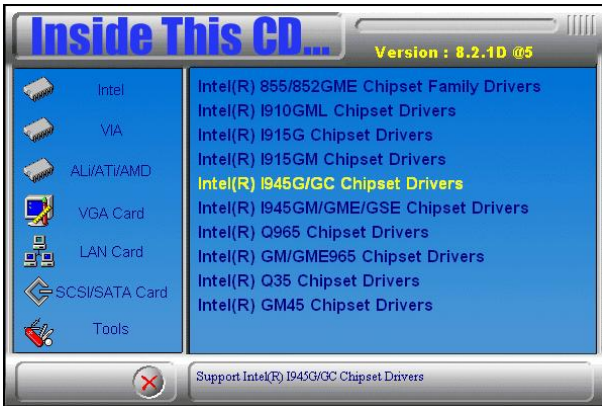 Inside This CD...
Version : 8.2.1D @5
Intel
VIA
ALi/ATi/AMD
VGA Card
LAN Card
SCSI/SATA Card
Tools
Intel(R) 855/852GME Chipset Family Drivers
Intel(R) I910GML Chipset Drivers
Intel(R) I915G Chipset Drivers
Intel(R) I915GM Chipset Drivers
Intel(R) I945G/GC Chipset Drivers
Intel(R) I945GM/GME/GSE Chipset Drivers
Intel(R) Q965 Chipset Drivers
Intel(R) GM/GME965 Chipset Drivers
Intel(R) Q35 Chipset Drivers
Intel(R) GM45 Chipset Drivers
Support Intel(R) I945G/GC Chipset Drivers